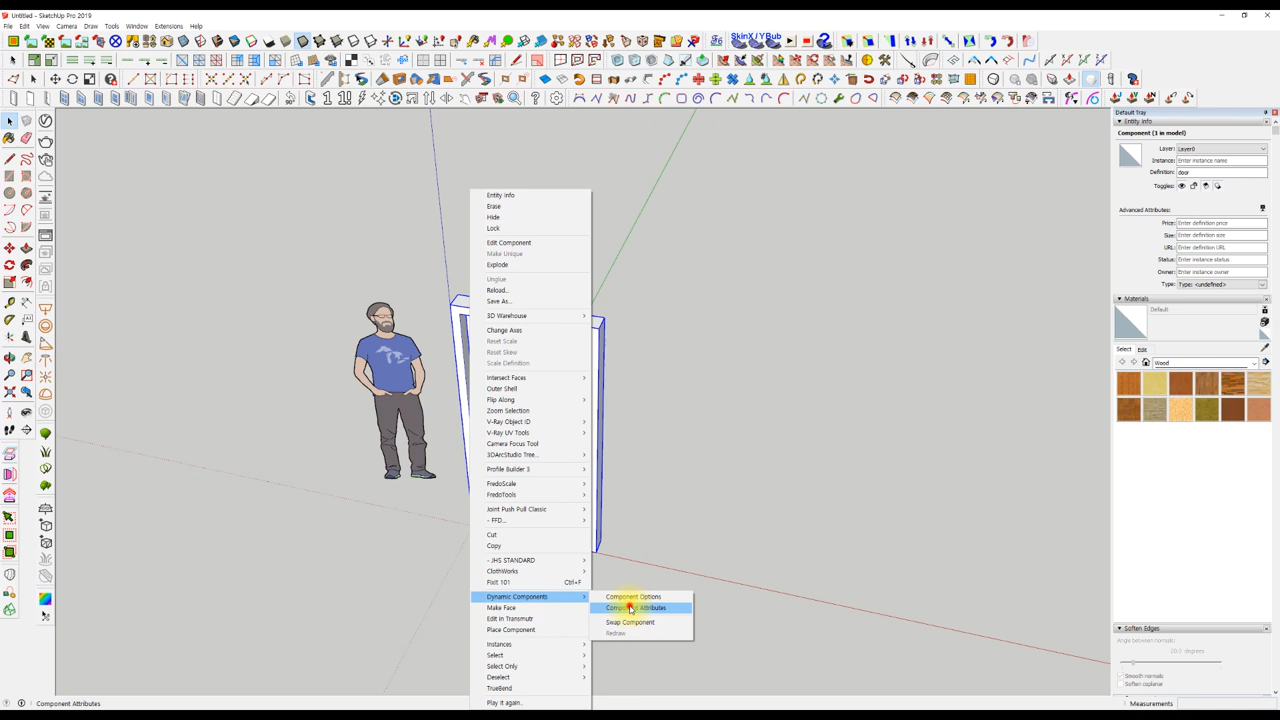 Untitled - SketchUp Pro 2019
File Edit View Camera Draw Tools Window Extensions Help
SkinX/YBub
Default Tray
Entity Info
Component (1 in model)
Layer: Layer0
Instance: Enter instance name
Definition: door
Toggles:
Advanced Attributes:
Price: Enter definition price
Size: Enter definition size
URL: Enter definition URL
Status: Enter instance status
Owner: Enter instance owner
Type: Type: <undefined>
Materials
Default
Select Edit
Wood
Soften Edges
Angle between normals:
20.0 degrees
Smooth normals
Soften coplanar
Entity Info
Erase
Hide
Lock
Edit Component
Make Unique
Explode
Unglue
Reload...
Save As...
3D Warehouse
Change Axes
Reset Scale
Reset Skew
Scale Definition
Intersect Faces
Outer Shell
Flip Along
Zoom Selection
V-Ray Object ID
V-Ray UV Tools
Camera Focus Tool
3DArcStudio Tree...
Profile Builder 3
FredoScale
FredoTools
Joint Push Pull Classic
- FFD...
Cut
Copy
- JHS STANDARD
ClothWorks
Fixit 101 Ctrl+F
Dynamic Components
Make Face
Edit in Transmutr
Place Component
Instances
Select
Select Only
Deselect
TrueBend
Play it again..
Component Options
Component Attributes
Swap Component
Redraw
Component Attributes
Measurements